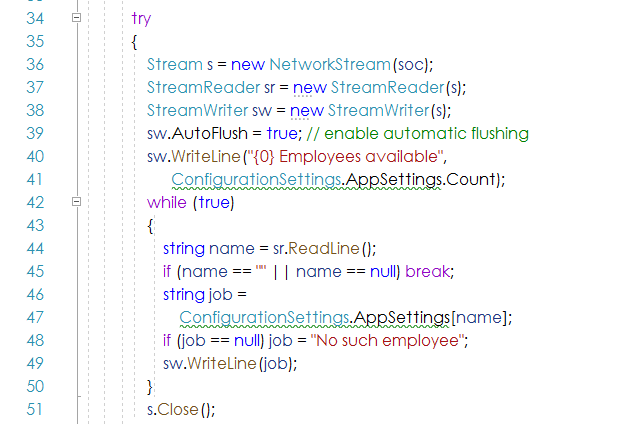 34 try
35 {
36 Stream s = new NetworkStream(soc);
37 StreamReader sr = new StreamReader(s);
38 StreamWriter sw = new StreamWriter(s);
39 sw.AutoFlush = true; // enable automatic flushing
40 sw.WriteLine("{0} Employees available",
41 ConfigurationSettings.AppSettings.Count);
42 while (true)
43 {
44 string name = sr.ReadLine();
45 if (name == "" || name == null) break;
46 string job =
47 ConfigurationSettings.AppSettings[name];
48 if (job == null) job = "No such employee";
49 sw.WriteLine(job);
50 }
51 s.Close();